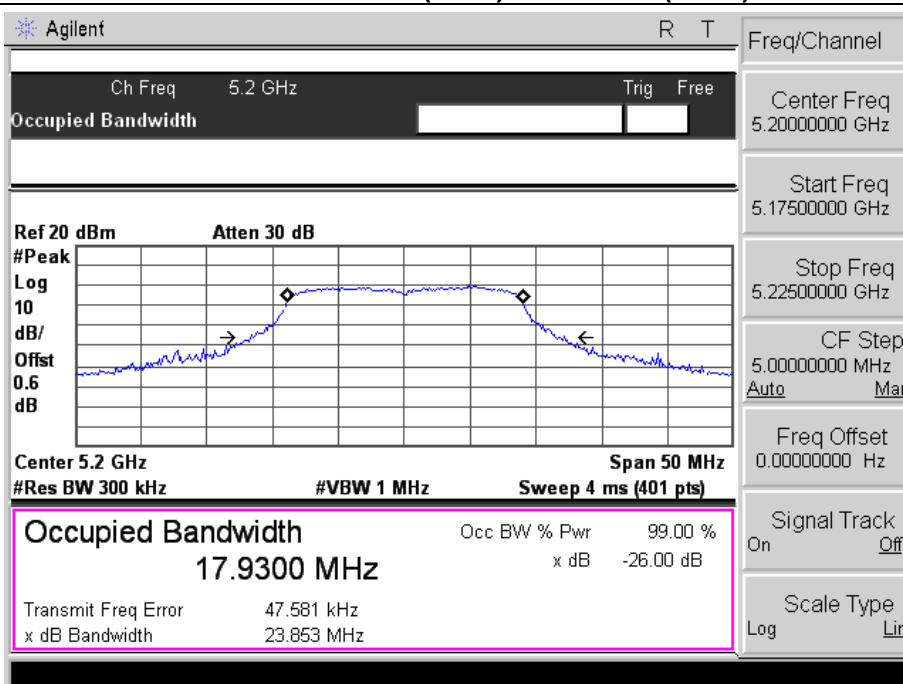 Agilent R T
Freq/Channel
Ch Freq 5.2 GHz Trig Free
Occupied Bandwidth
Center Freq
5.20000000 GHz
Start Freq
5.17500000 GHz
Stop Freq
5.22500000 GHz
CF Step
5.00000000 MHz
Auto Man
Freq Offset
0.00000000 Hz
Signal Track
On Off
Scale Type
Log Lin
Ref 20 dBm Atten 30 dB
#Peak
Log
10
dB/
Offst
0.6
dB
Center 5.2 GHz Span 50 MHz
#Res BW 300 kHz #VBW 1 MHz Sweep 4 ms (401 pts)
Occupied Bandwidth
17.9300 MHz
Occ BW % Pwr 99.00 %
x dB -26.00 dB
Transmit Freq Error 47.581 kHz
x dB Bandwidth 23.853 MHz